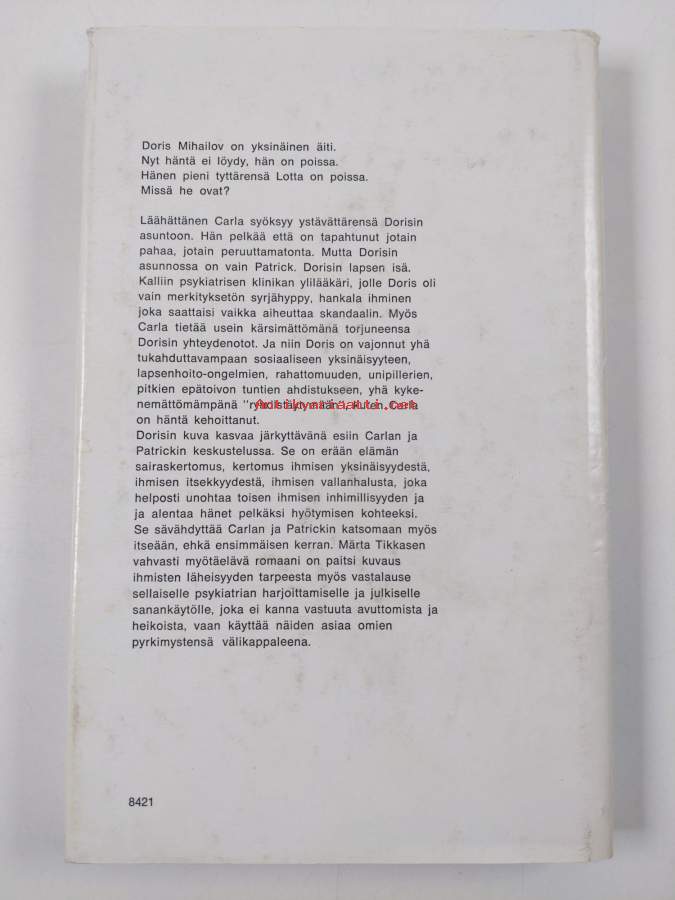 Doris Mihailov on yksinäinen äiti.
Nyt häntä ei löydy, hän on poissa.
Hänen pieni tyttärensä Lotta on poissa.
Missä he ovat?
Läähättänen Carla syöksyy ystävättärensä Dorisin
asuntoon. Hän pelkää että on tapahtunut jotain
pahaa, jotain peruuttamatonta. Mutta Dorisin
asunnossa on vain Patrick. Dorisin lapsen isä.
Kalliin psykiatrisen klinikan ylilääkäri, jolle Doris oli
vain merkityksetön syrjähyppy, hankala ihminen
joka saattaisi vaikka aiheuttaa skandaalin. Myös
Carla tietää usein kärsimättömänä torjuneensa
Dorisin yhteydenotot. Ja niin Doris on vajonnut yhä
tukahduttavampaan sosiaaliseen yksinäisyyteen,
lapsenhoito-ongelmien, rahattomuuden, unipillerien,
pitkien epätoivon tuntien ahdistukseen, yhä kyke-
nemättömämpänä kuten Carla
Antikvariaatti.net
on häntä kehoittanut.
Dorisin kuva kasvaa järkyttävänä esiin Carlan ja
Patrickin keskustelussa. Se on erään elämän
sairaskertomus, kertomus ihmisen yksinäisyydestä,
ihmisen itsekkyydestä, ihmisen vallanhalusta, joka
helposti unohtaa toisen ihmisen inhimillisyyden ja
ja alentaa hänet pelkäksi hyötymisen kohteeksi.
Se sävähdyttää Carlan ja Patrickin katsomaan myös
itseään, ehkä ensimmäisen kerran. Märta Tikkasen
vahvasti myötäelävä romaani on paitsi kuvaus
ihmisten läheisyyden tarpeesta myös vastalause
sellaiselle psykiatrian harjoittamiselle ja julkiselle
sanankäytölle, joka ei kanna vastuuta avuttomista ja
heikoista, vaan käyttää näiden asiaa omien
pyrkimystensä välikappaleena.
8421